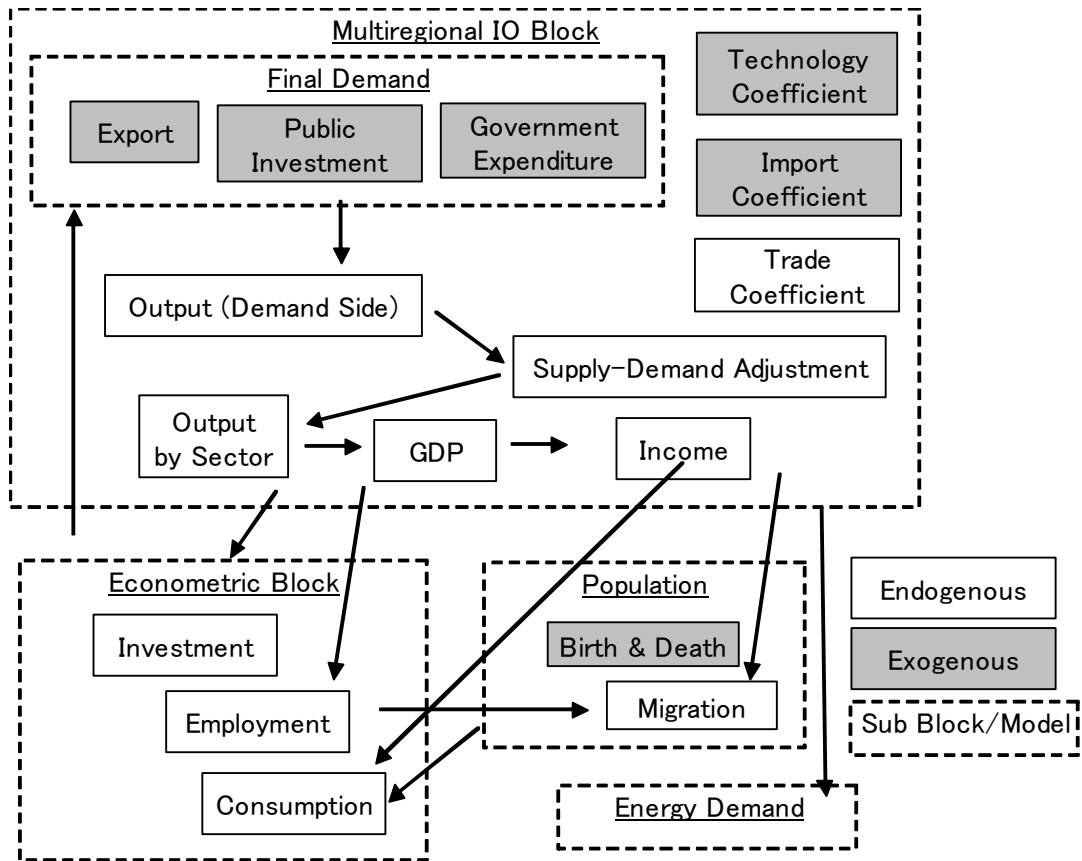 Multiregional IO Block
Final Demand
Export
Public
Investment
Government
Expenditure
Technology
Coefficient
Import
Coefficient
Trade
Coefficient
Output (Demand Side)
Supply-Demand Adjustment
Output
by Sector
GDP
Income
Econometric Block
Investment
Employment
Consumption
Population
Birth & Death
Migration
Energy Demand
Endogenous
Exogenous
Sub Block/Model